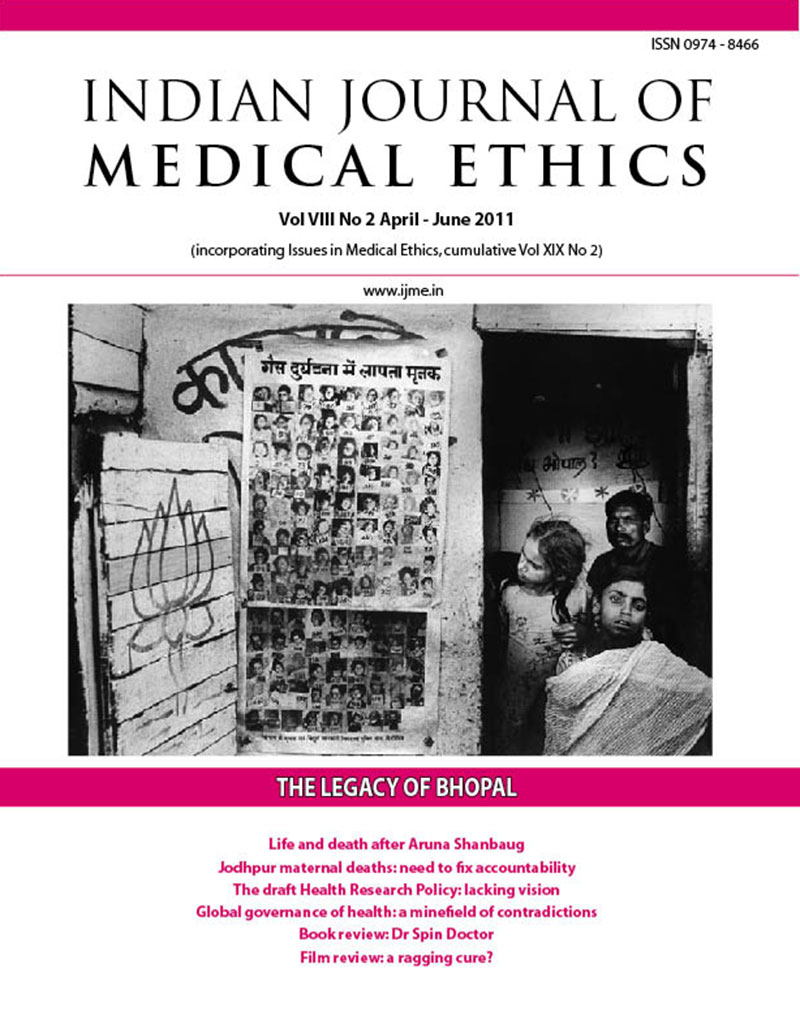 ISSN 0974 - 8466
INDIAN JOURNAL OF
MEDICAL ETHICS
Vol VIII No 2 April - June 2011
(incorporating Issues in Medical Ethics, cumulative Vol XIX No 2)
www.ijme.in
गैस दुर्घटना में लापता मृतक
भोपाल?
THE LEGACY OF BHOPAL
Life and death after Aruna Shanbaug
Jodhpur maternal deaths: need to fix accountability
The draft Health Research Policy: lacking vision
Global governance of health: a minefield of contradictions
Book review: Dr Spin Doctor
Film review: a ragging cure?